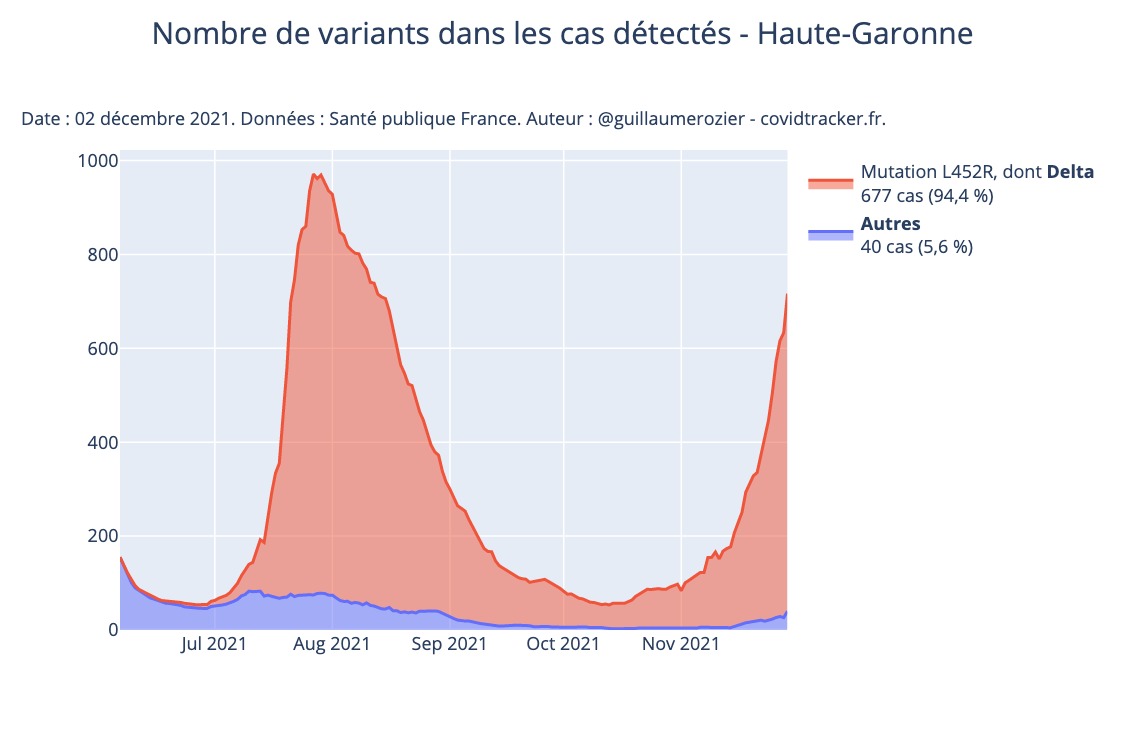 Nombre de variants dans les cas détectés - Haute-Garonne
Date : 02 décembre 2021. Données : Santé publique France. Auteur : @guillaumerozier - covidtracker.fr.
1000
800
600
400
200
0
Jul 2021
Aug 2021
Sep 2021
Oct 2021
Nov 2021
Mutation L452R, dont Delta
677 cas (94,4 %)
Autres
40 cas (5,6 %)